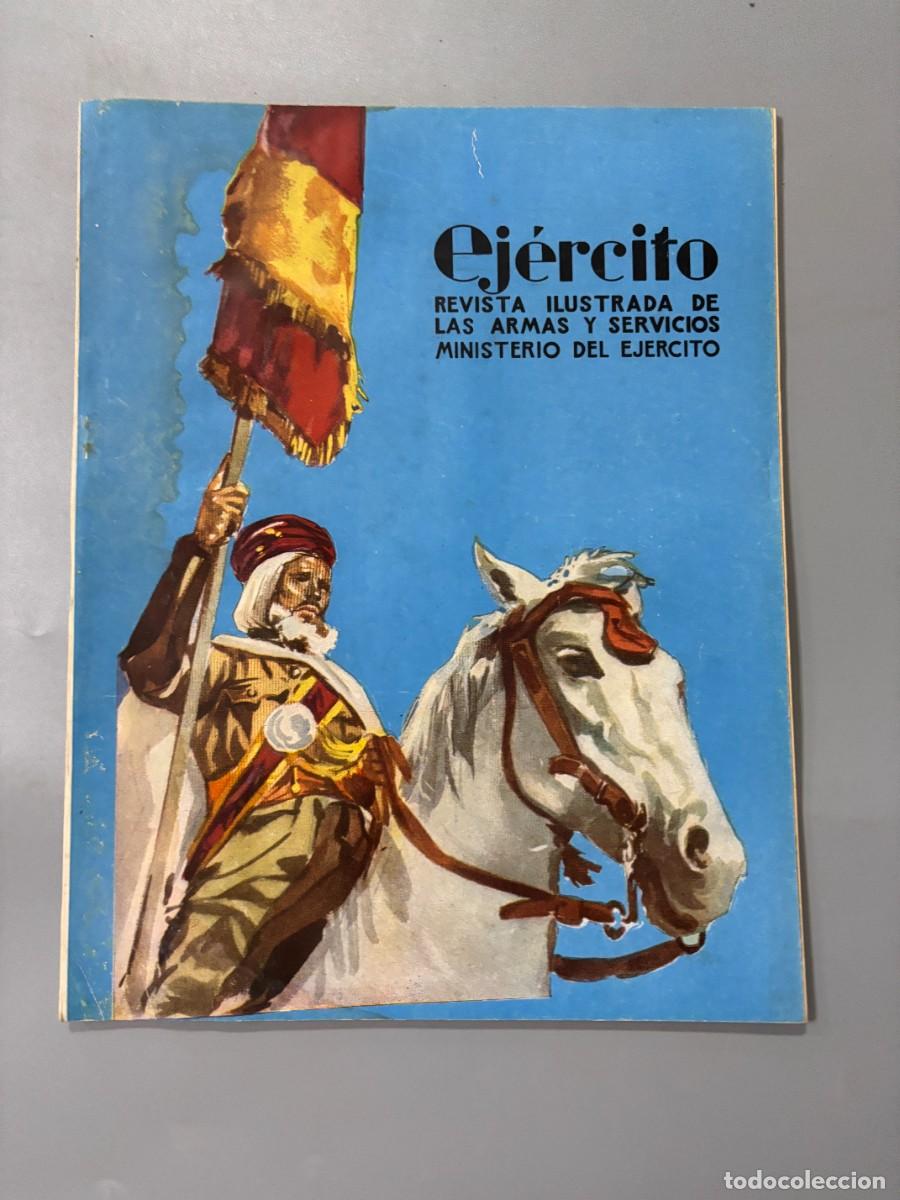 ejército
REVISTA ILUSTRADA DE
LAS ARMAS Y SERVICIOS
MINISTERIO DEL EJERCITO
todocoleccion